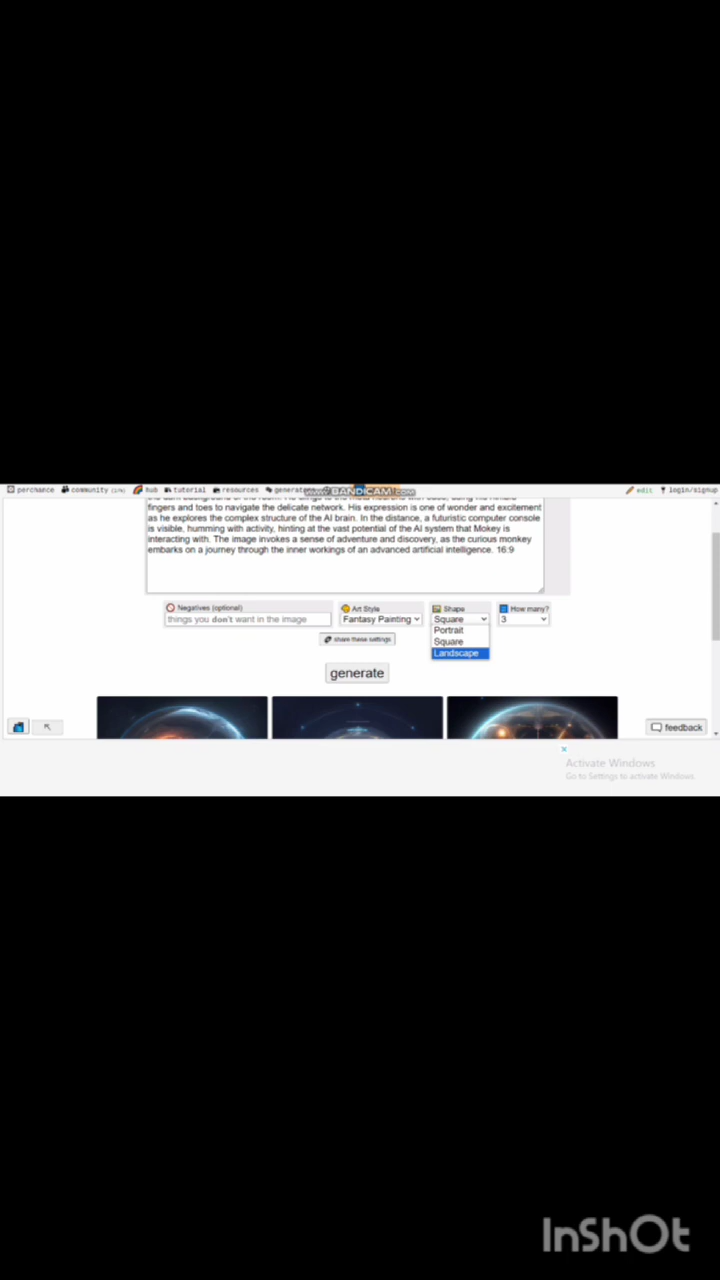 perchance community (1/4) hub tutorial resources generators www.BANDICAM.com edit login/signup
fingers and toes to navigate the delicate network. His expression is one of wonder and excitement
as he explores the complex structure of the AI brain. In the distance, a futuristic computer console
is visible, humming with activity, hinting at the vast potential of the AI system that Mokey is
interacting with. The image invokes a sense of adventure and discovery, as the curious monkey
embarks on a journey through the inner workings of an advanced artificial intelligence. 16:9
Negatives (optional) Art Style Shape How many?
things you don't want in the image Fantasy Painting Square 3
Portrait
share these settings Square
Landscape
generate
feedback
Activate Windows
Go to Settings to activate Windows.
InShOt